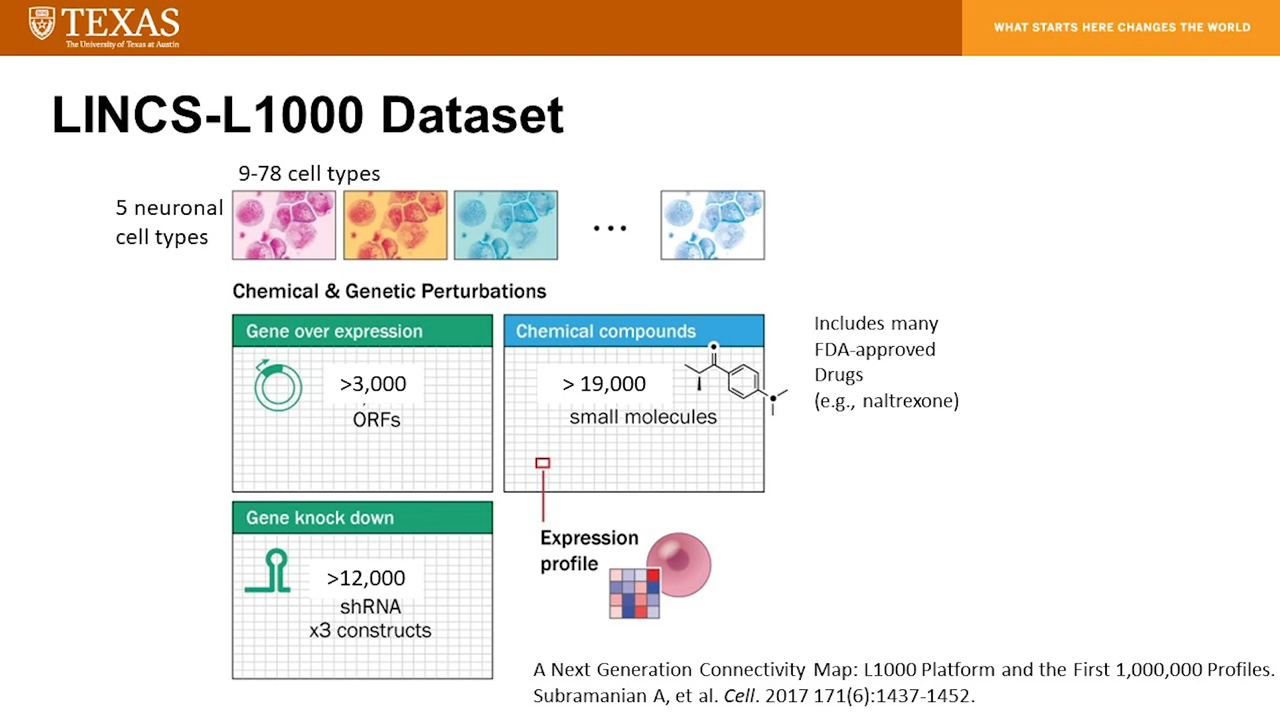 TEXAS
The University of Texas at Austin
WHAT STARTS HERE CHANGES THE WORLD
LINCS-L1000 Dataset
9-78 cell types
5 neuronal
cell types
...
Chemical & Genetic Perturbations
Gene over expression
>3,000
ORFs
Chemical compounds
> 19,000
small molecules
Includes many
FDA-approved
Drugs
(e.g., naltrexone)
Gene knock down
>12,000
shRNA
x3 constructs
Expression
profile
A Next Generation Connectivity Map: L1000 Platform and the First 1,000,000 Profiles.
Subramanian A, et al. Cell. 2017 171(6):1437-1452.